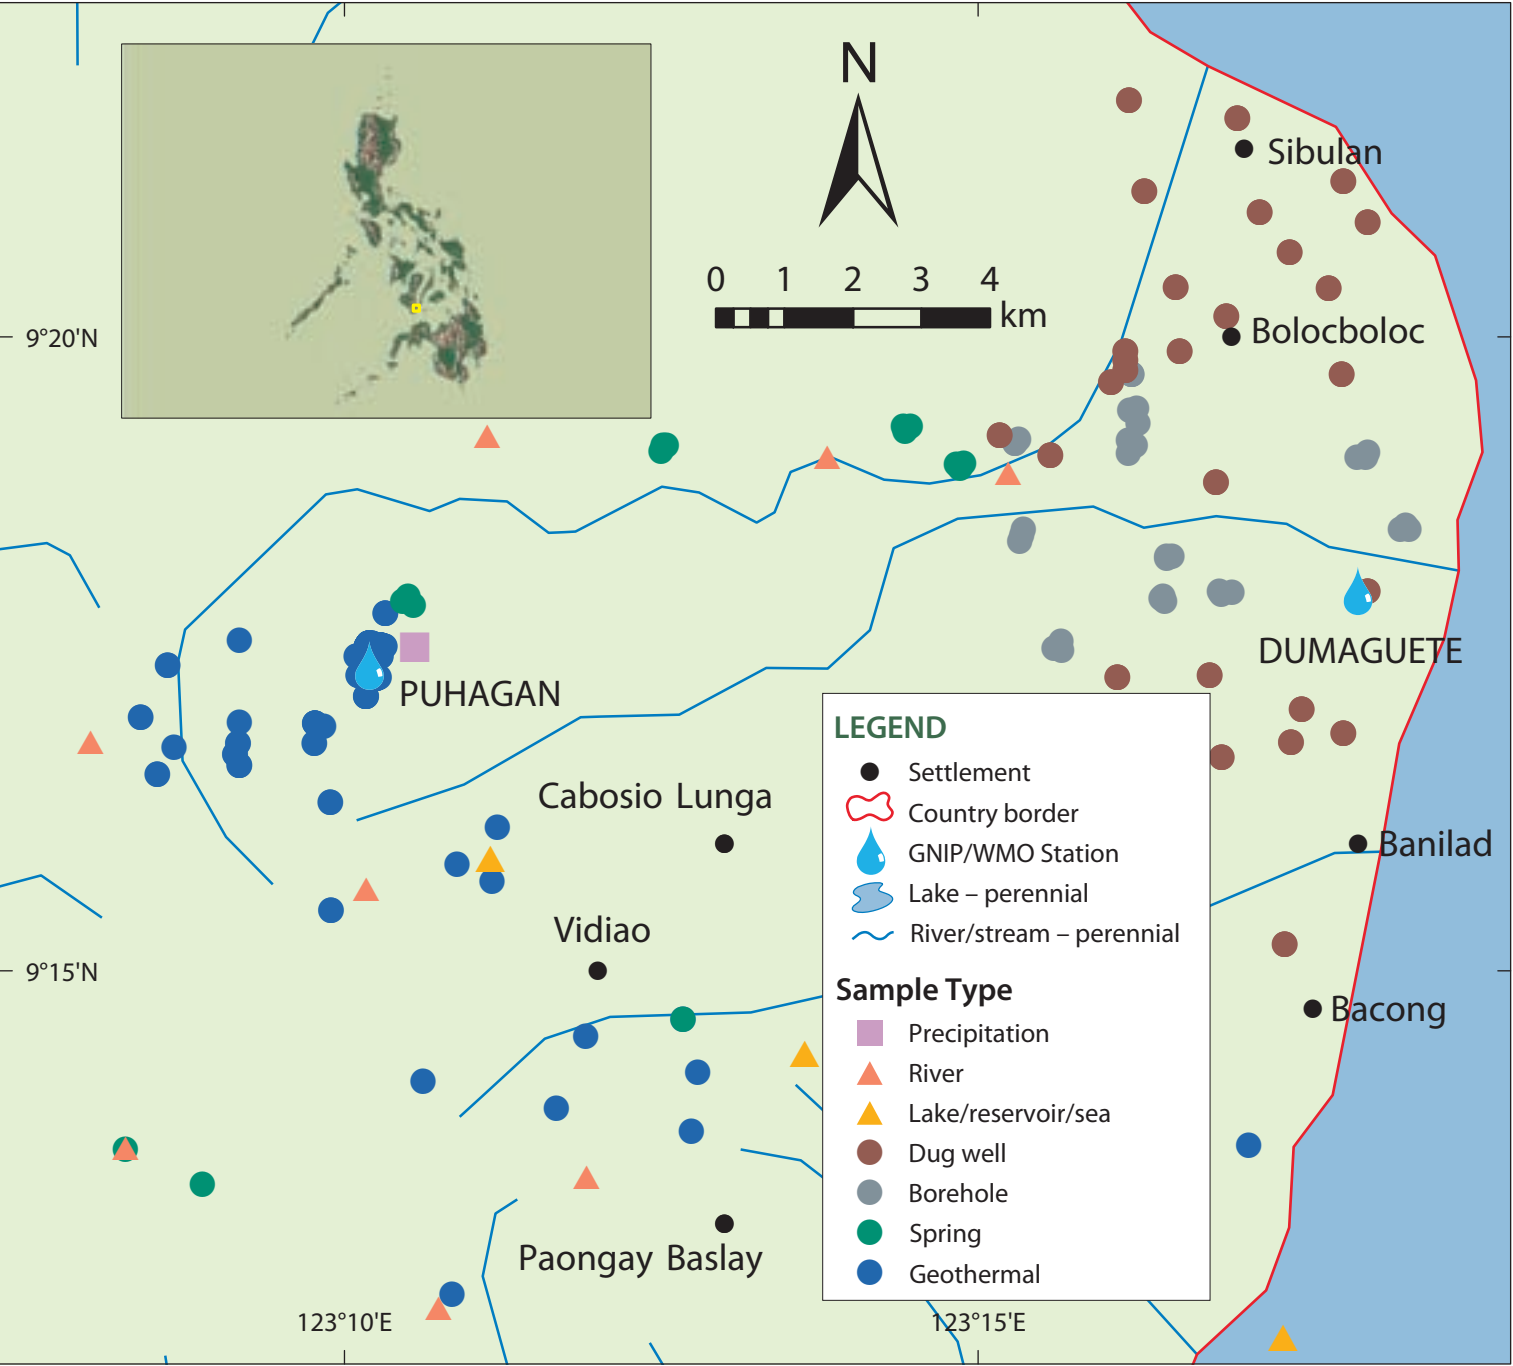 N
Sibulan
0 1 2 3 4
km
9°20'N
Bolocboloc
DUMAGUETE
PUHAGAN
LEGEND
Settlement
Country border
GNIP/WMO Station
Lake – perennial
River/stream – perennial
Sample Type
Precipitation
River
Lake/reservoir/sea
Dug well
Borehole
Spring
Geothermal
Cabosio Lunga
Banilad
Vidiao
9°15'N
Bacong
Paongay Baslay
123°10'E
123°15'E